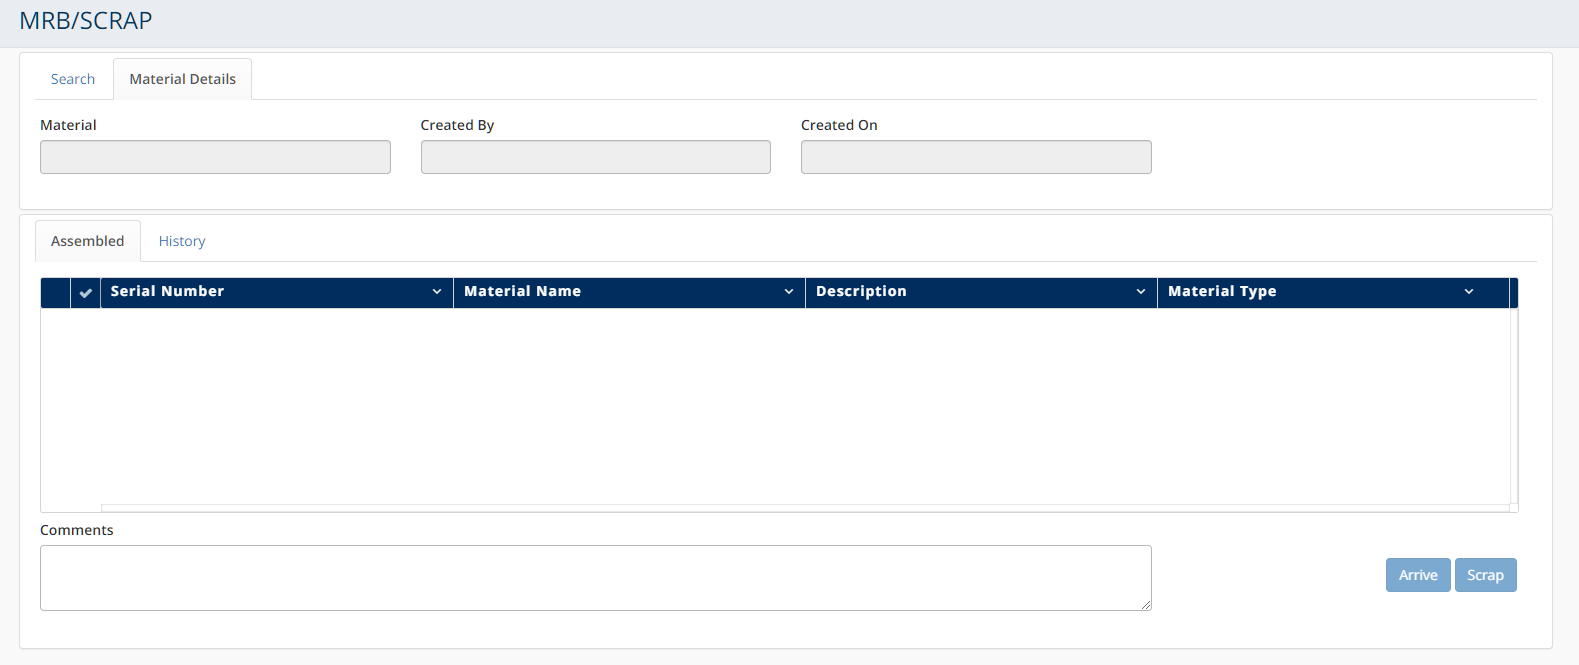 MRB/SCRAP
Search Material Details
Material Created By Created On
Assembled History
Serial Number Material Name Description Material Type
Comments
Arrive Scrap